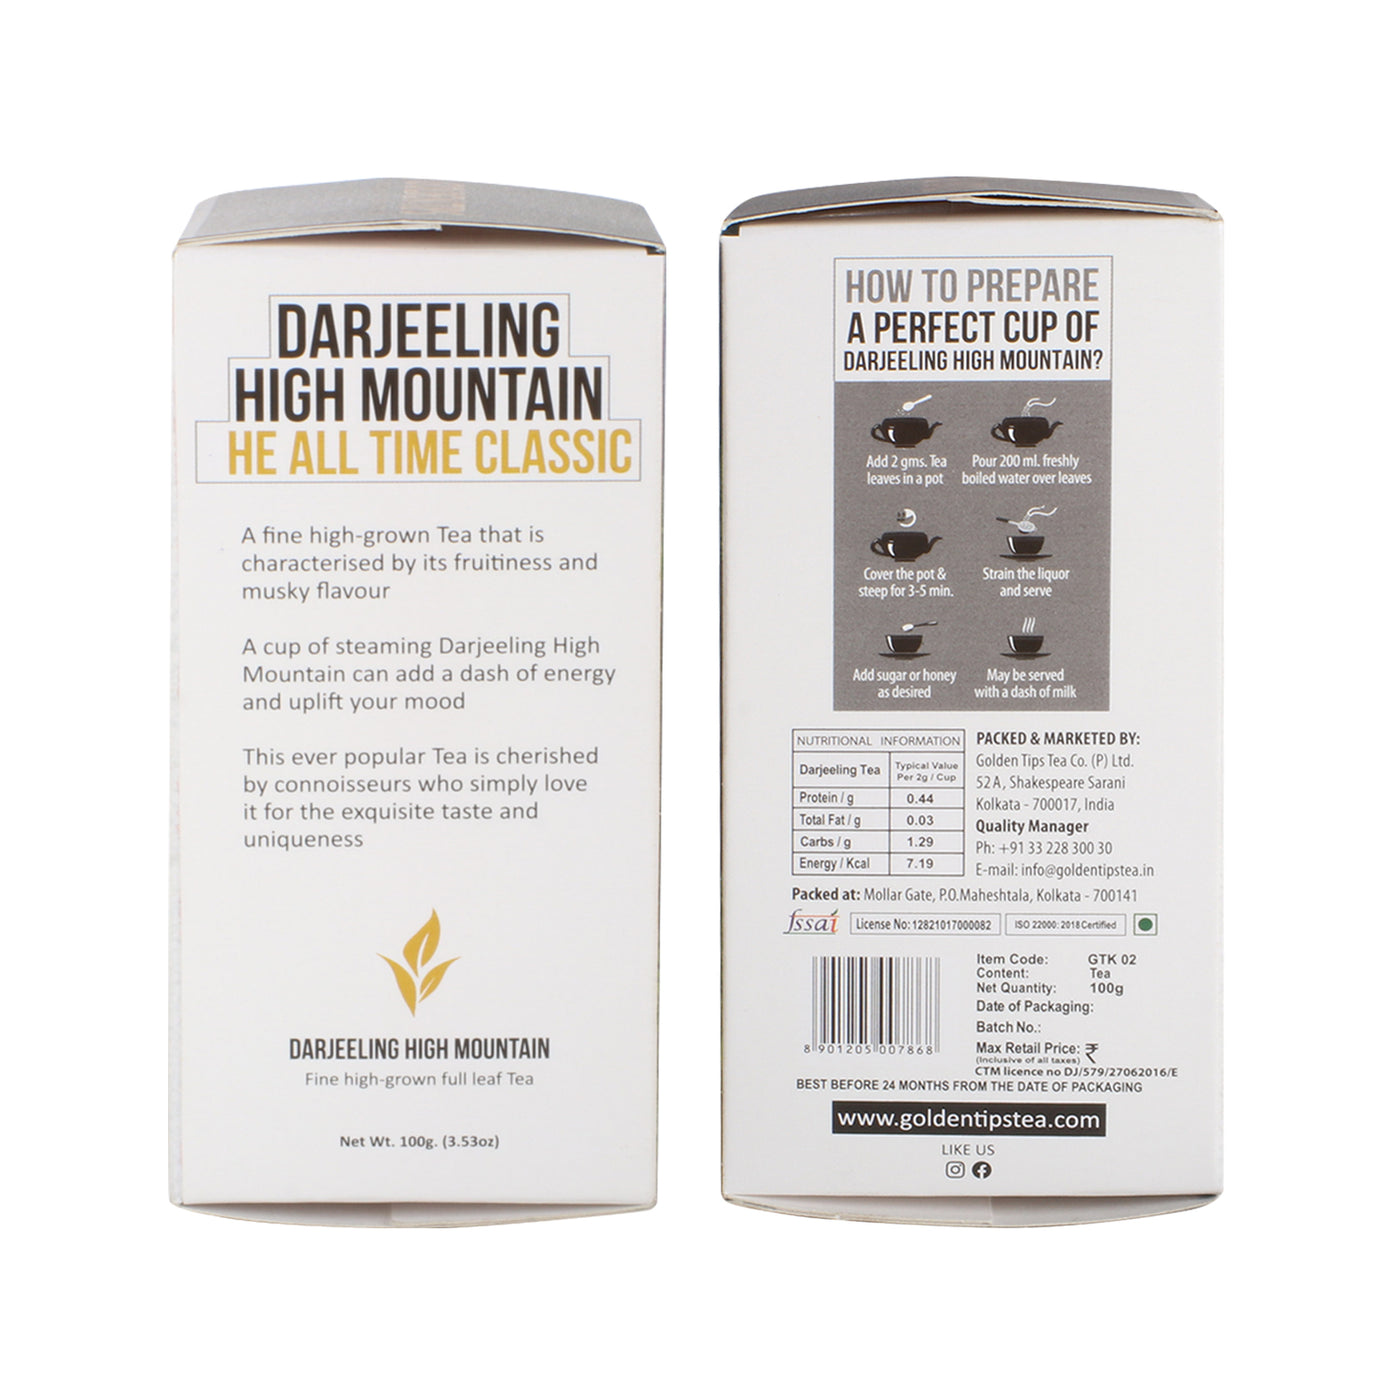 DARJEELING
HIGH MOUNTAIN
HE ALL TIME CLASSIC
A fine high-grown Tea that is
characterised by its fruitiness and
musky flavour
A cup of steaming Darjeeling High
Mountain can add a dash of energy
and uplift your mood
This ever popular Tea is cherished
by connoisseurs who simply love
it for the exquisite taste and
uniqueness
DARJEELING HIGH MOUNTAIN
Fine high-grown full leaf Tea
Net Wt. 100g. (3.53oz)
HOW TO PREPARE
A PERFECT CUP OF
DARJEELING HIGH MOUNTAIN?
Add 2 gms. Tea
leaves in a pot
Pour 200 ml. freshly
boiled water over leaves
Cover the pot &
steep for 3-5 min.
Strain the liquor
and serve
Add sugar or honey
as desired
May be served
with a dash of milk
NUTRITIONAL INFORMATION
Darjeeling Tea
Typical Value
Per 2g / Cup
Protein / g 0.44
Total Fat / g 0.03
Carbs / g 1.29
Energy / Kcal 7.19
PACKED & MARKETED BY:
Golden Tips Tea Co. (P) Ltd.
52 A, Shakespeare Sarani
Kolkata - 700017, India
Quality Manager
Ph: +91 33 228 300 30
E-mail: info@goldentipstea.in
Packed at: Mollar Gate, P.O.Maheshtala, Kolkata - 700141
fssai
License No: 12821017000082
ISO 22000: 2018 Certified
8 901205 007868
Item Code: GTK 02
Content: Tea
Net Quantity: 100g
Date of Packaging:
Batch No.:
Max Retail Price: ₹
(Inclusive of all taxes)
CTM licence no DJ/579/27062016/E
BEST BEFORE 24 MONTHS FROM THE DATE OF PACKAGING
www.goldentipstea.com
LIKE US